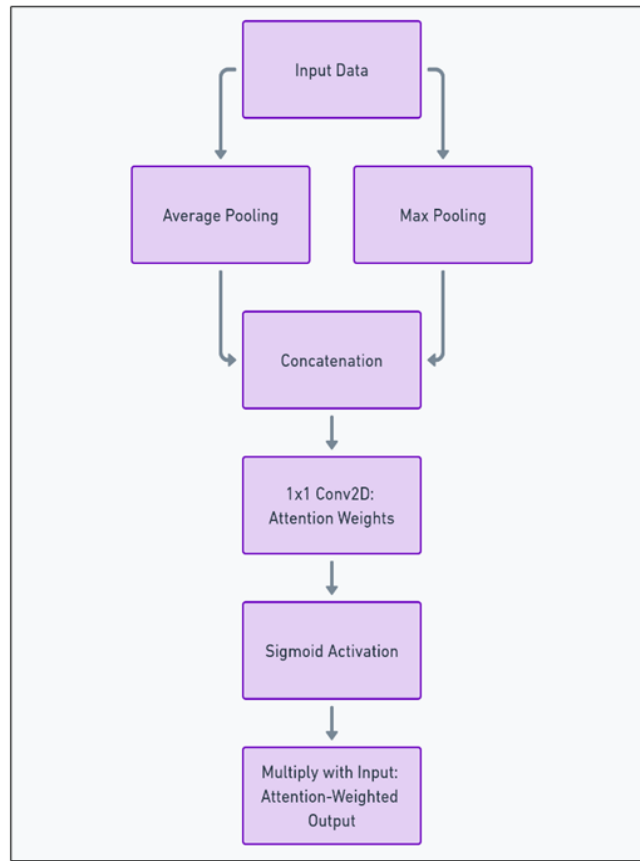 Input Data
Average Pooling
Max Pooling
Concatenation
1x1 Conv2D:
Attention Weights
Sigmoid Activation
Multiply with Input:
Attention-Weighted
Output